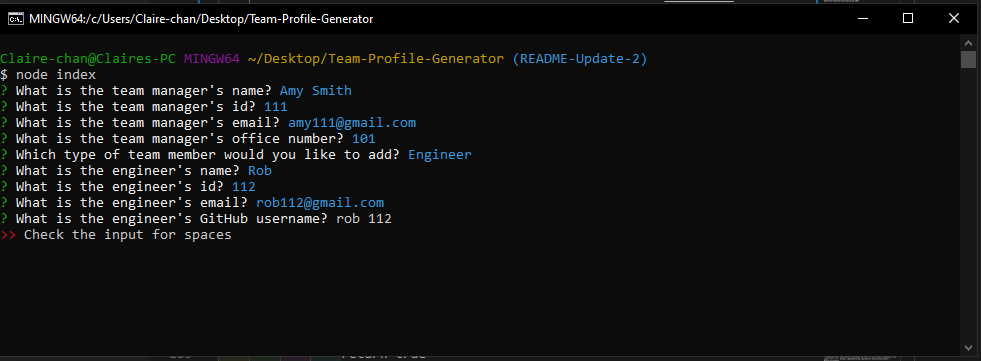 MINGW64:/c/Users/Claire-chan/Desktop/Team-Profile-Generator
Claire-chan@Claires-PC MINGW64 ~/Desktop/Team-Profile-Generator (README-Update-2)
$ node index
? What is the team manager's name? Amy Smith
? What is the team manager's id? 111
? What is the team manager's email? amy111@gmail.com
? What is the team manager's office number? 101
? Which type of team member would you like to add? Engineer
? What is the engineer's name? Rob
? What is the engineer's id? 112
? What is the engineer's email? rob112@gmail.com
? What is the engineer's GitHub username? rob 112
>> Check the input for spaces
return true